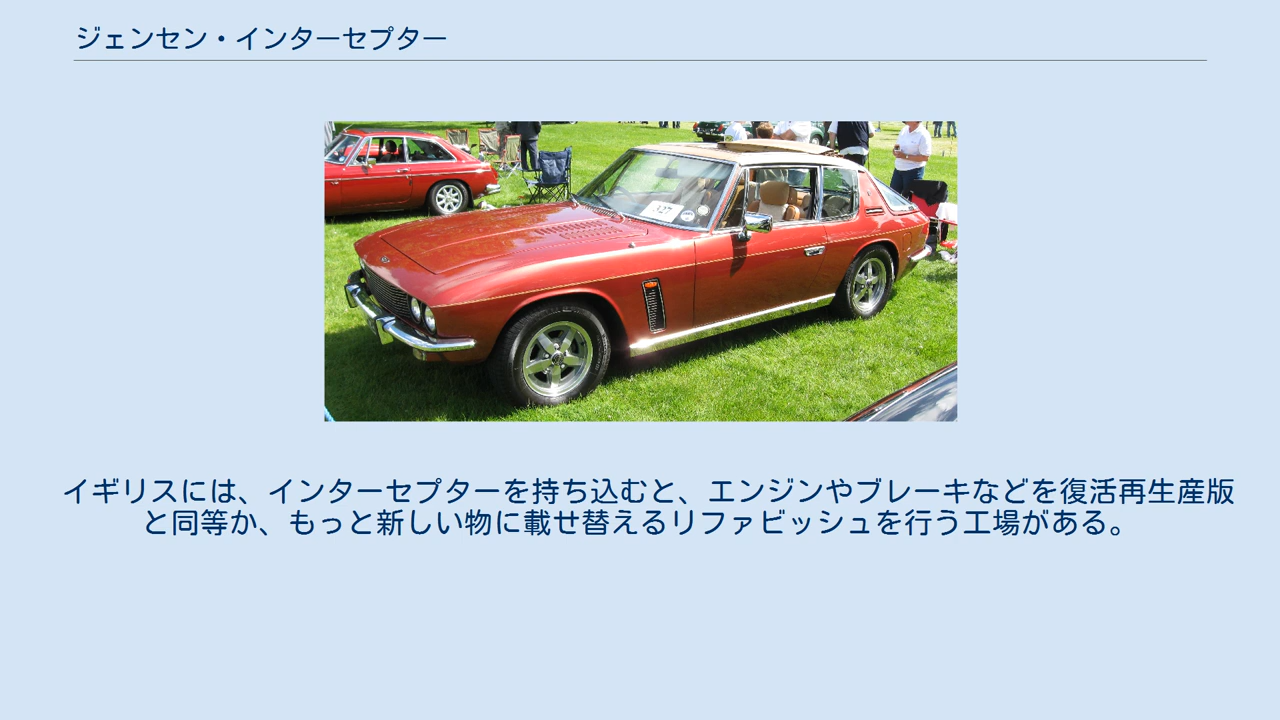 ジェンセン・インターセプター
327
イギリスには、インターセプターを持ち込むと、エンジンやブレーキなどを復活再生産版
と同等か、もっと新しい物に載せ替えるリファビッシュを行う工場がある。